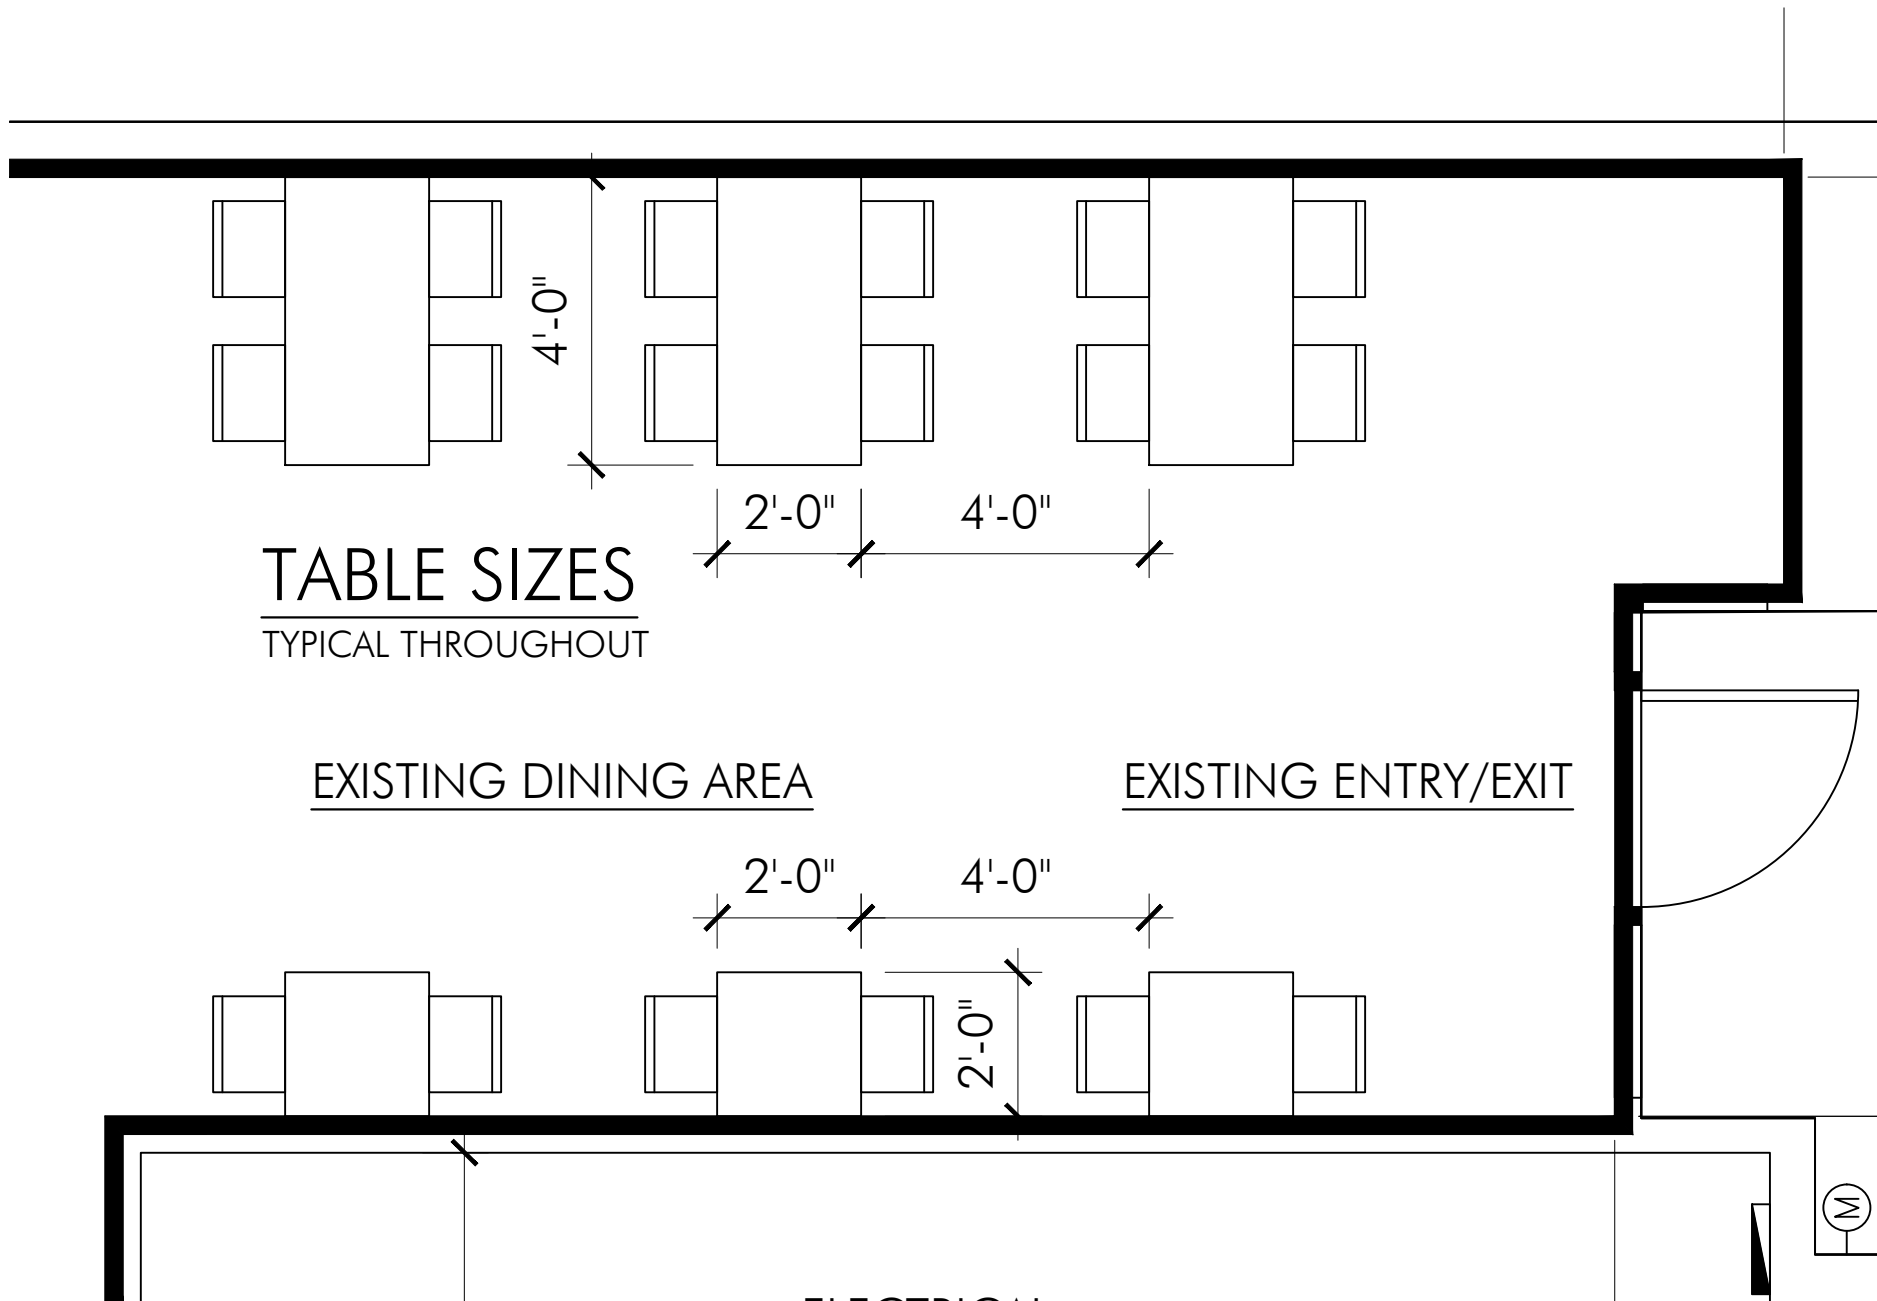 4'-0"
2'-0" 4'-0"
TABLE SIZES
TYPICAL THROUGHOUT
EXISTING DINING AREA EXISTING ENTRY/EXIT
2'-0" 4'-0"
2'-0"
M
ELECTRICAL